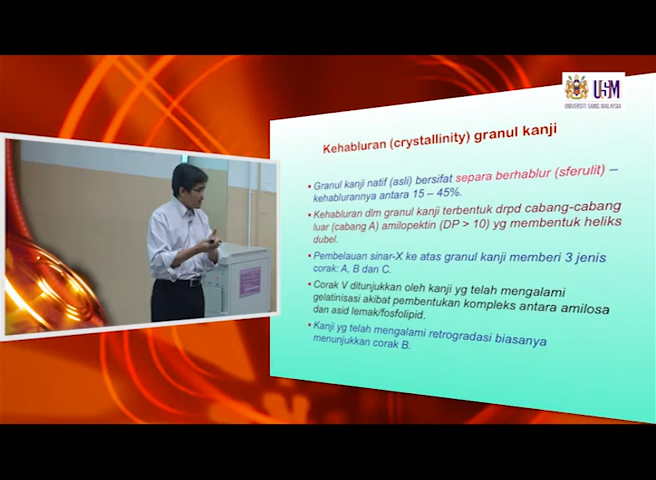 USM
UNIVERSITI SAINS MALAYSIA
Kehabluran (crystallinity) granul kanji
• Granul kanji natif (asli) bersifat separa berhablur (sferulit) –
kehablurannya antara 15 – 45%.
• Kehabluran dlm granul kanji terbentuk drpd cabang-cabang
luar (cabang A) amilopektin (DP > 10) yg membentuk heliks
dubel.
• Pembelauan sinar-X ke atas granul kanji memberi 3 jenis
corak: A, B dan C.
• Corak V ditunjukkan oleh kanji yg telah mengalami
gelatinisasi akibat pembentukan kompleks antara amilosa
dan asid lemak/fosfolipid.
• Kanji yg telah mengalami retrogradasi biasanya
menunjukkan corak B.